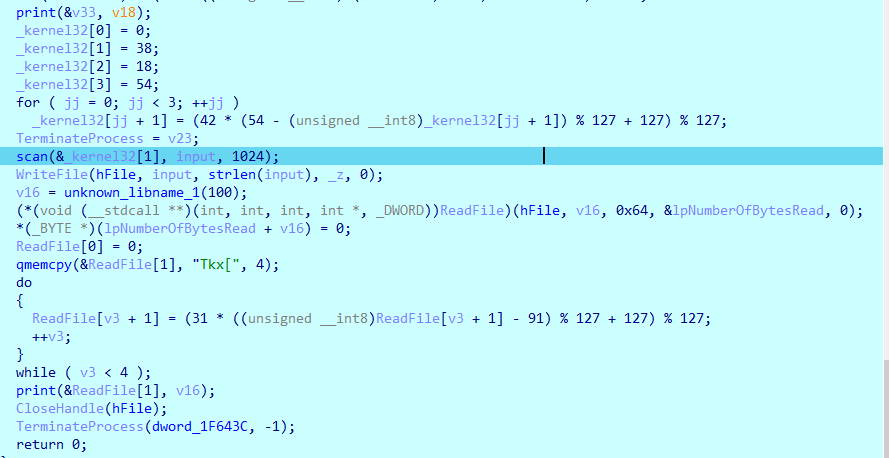 print(&v33, v18);
_kernel32[0] = 0;
_kernel32[1] = 38;
_kernel32[2] = 18;
_kernel32[3] = 54;
for ( jj = 0; jj < 3; ++jj )
_kernel32[jj + 1] = (42 * (54 - (unsigned __int8)_kernel32[jj + 1]) % 127 + 127) % 127;
TerminateProcess = v23;
scan(&_kernel32[1], input, 1024);
WriteFile(hFile, input, strlen(input), _z, 0);
v16 = unknown_libname_1(100);
(*(void (__stdcall **)(int, int, int, int *, _DWORD))ReadFile)(hFile, v16, 0x64, &lpNumberOfBytesRead, 0);
*(_BYTE *)(lpNumberOfBytesRead + v16) = 0;
ReadFile[0] = 0;
qmemcpy(&ReadFile[1], "Tkx[", 4);
do
{
ReadFile[v3 + 1] = (31 * ((unsigned __int8)ReadFile[v3 + 1] - 91) % 127 + 127) % 127;
++v3;
}
while ( v3 < 4 );
print(&ReadFile[1], v16);
CloseHandle(hFile);
TerminateProcess(dword_1F643C, -1);
return 0;